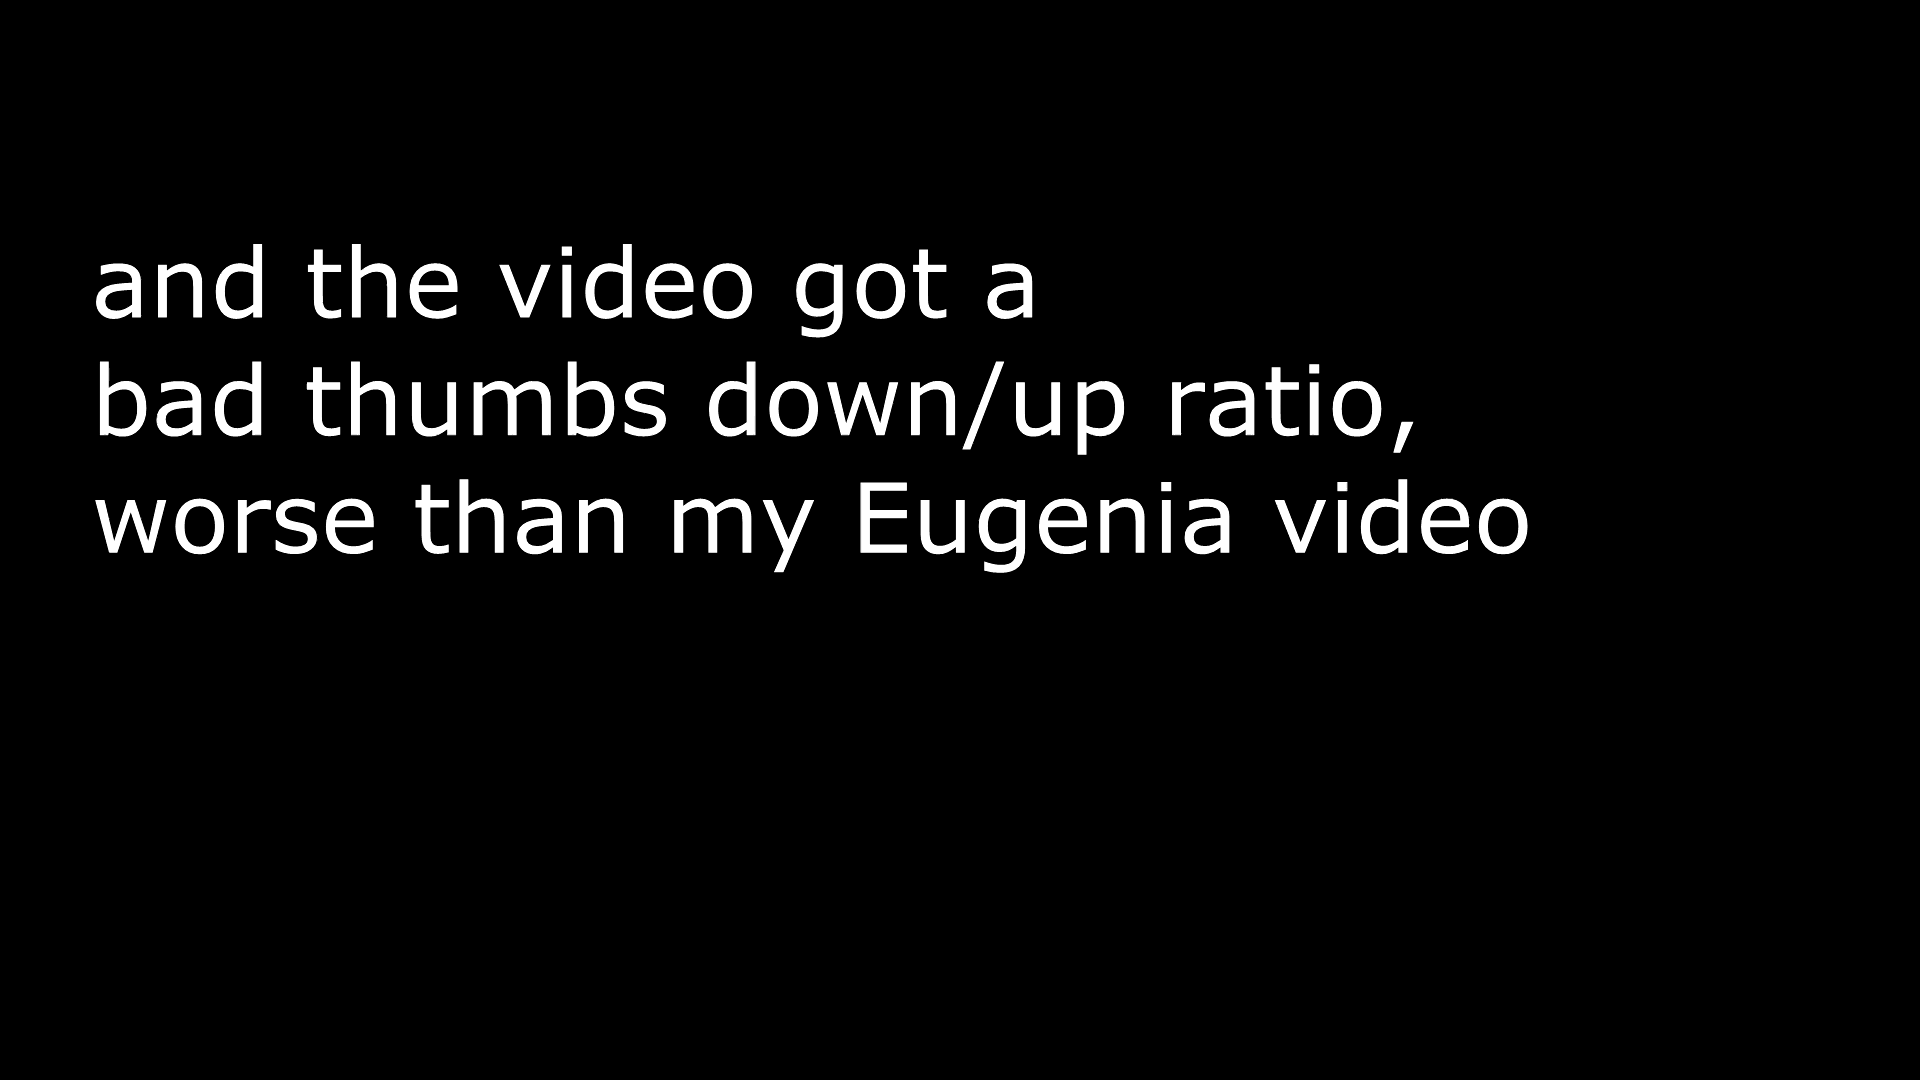 and the video got a
bad thumbs down/up ratio,
worse than my Eugenia video